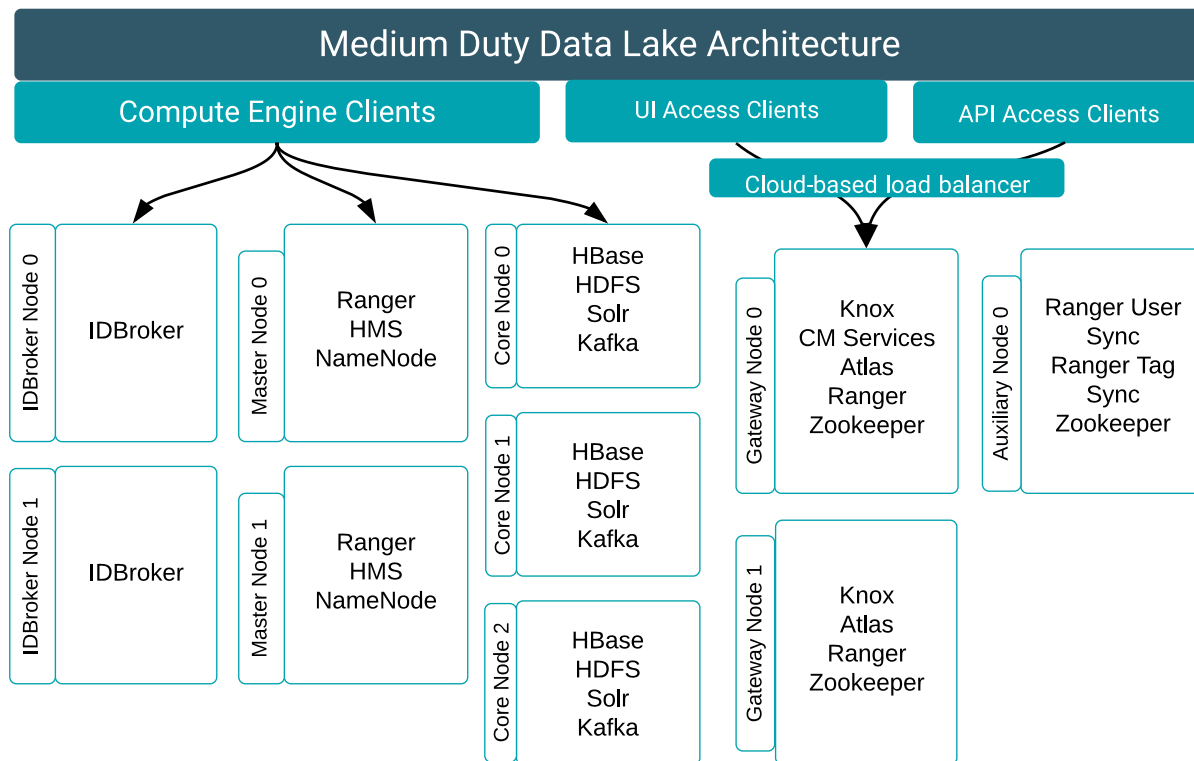 Medium Duty Data Lake Architecture
Compute Engine Clients
UI Access Clients
API Access Clients
Cloud-based load balancer
IDBroker Node 0
IDBroker
Master Node 0
Ranger
HMS
NameNode
Core Node 0
HBase
HDFS
Solr
Kafka
Gateway Node 0
Knox
CM Services
Atlas
Ranger
Zookeeper
Auxiliary Node 0
Ranger User
Sync
Ranger Tag
Sync
Zookeeper
IDBroker Node 1
IDBroker
Master Node 1
Ranger
HMS
NameNode
Core Node 1
HBase
HDFS
Solr
Kafka
Core Node 2
HBase
HDFS
Solr
Kafka
Gateway Node 1
Knox
Atlas
Ranger
Zookeeper